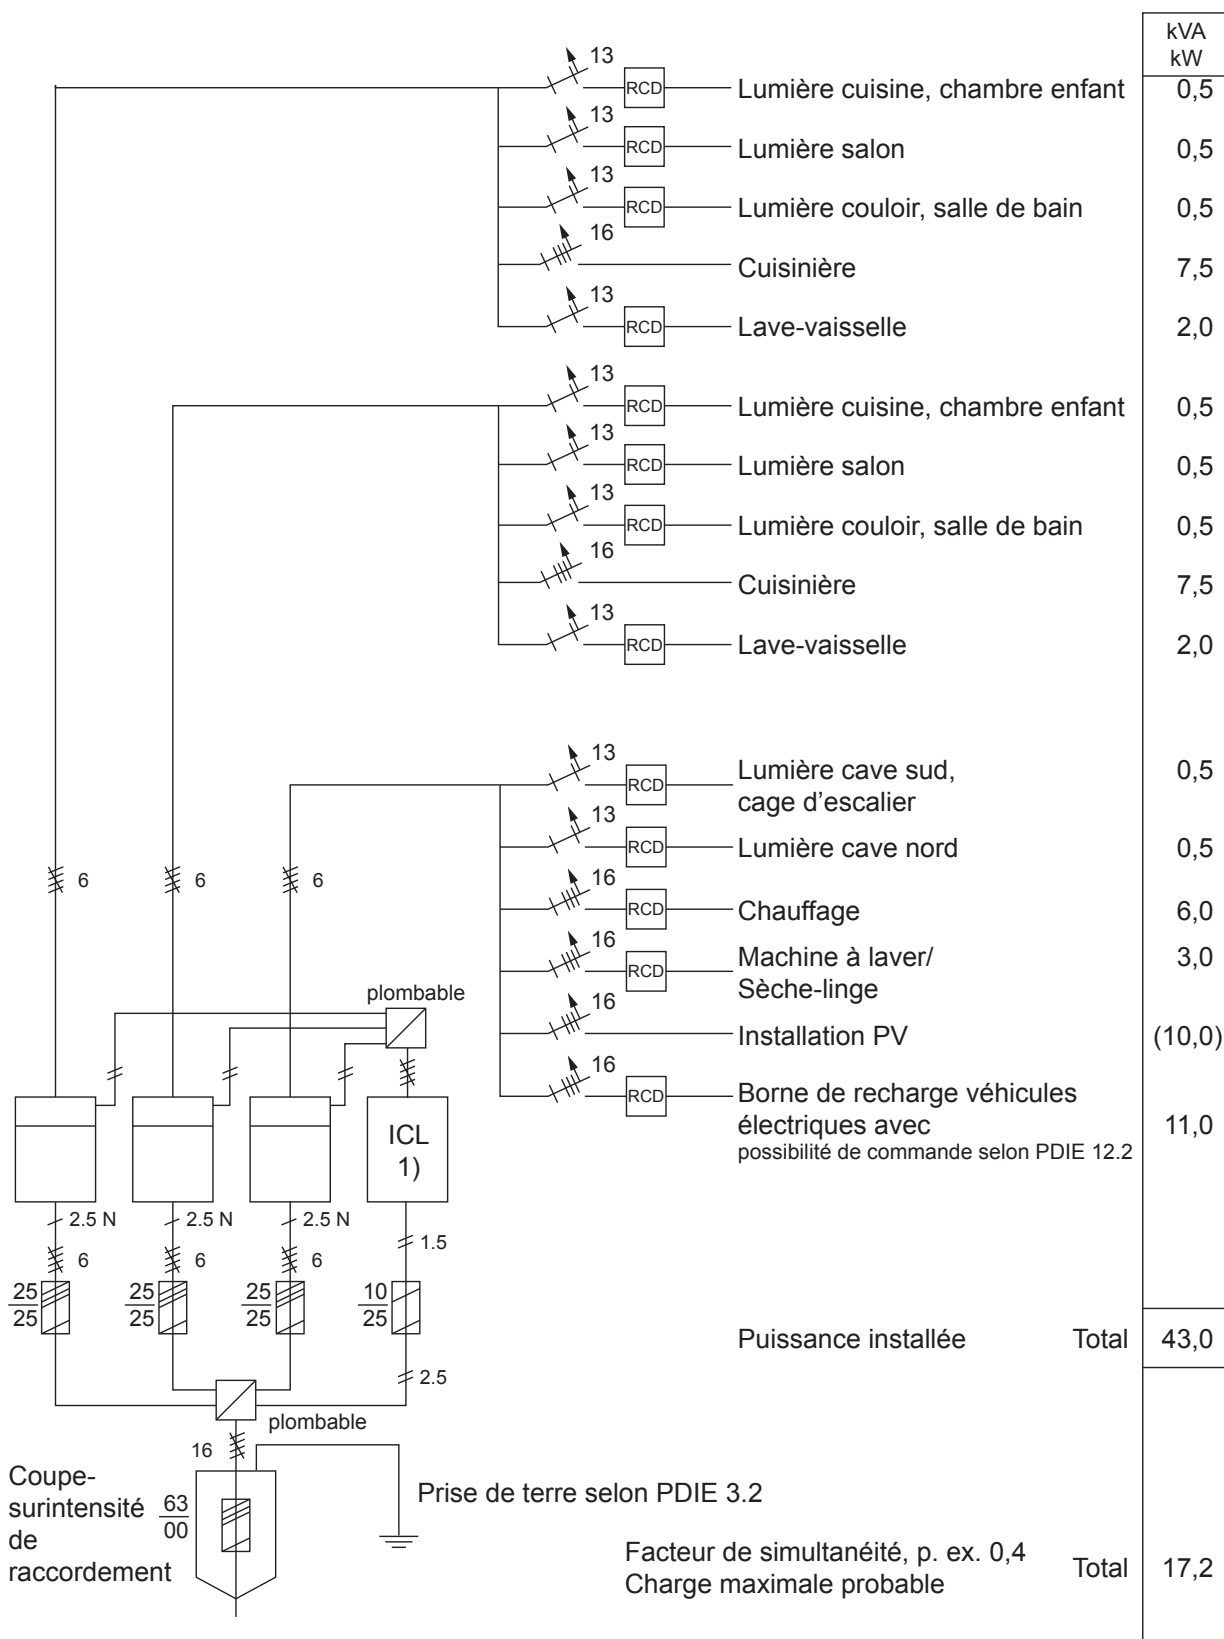 kVA
kW
13
RCD
Lumière cuisine, chambre enfant
0,5
13
RCD
Lumière salon
0,5
13
RCD
Lumière couloir, salle de bain
0,5
16
Cuisinière
7,5
13
RCD
Lave-vaisselle
2,0
13
RCD
Lumière cuisine, chambre enfant
0,5
13
RCD
Lumière salon
0,5
13
RCD
Lumière couloir, salle de bain
0,5
16
Cuisinière
7,5
13
RCD
Lave-vaisselle
2,0
13
RCD
Lumière cave sud,
cage d’escalier
0,5
13
RCD
Lumière cave nord
0,5
16
RCD
Chauffage
6,0
16
RCD
Machine à laver/
Sèche-linge
3,0
16
Installation PV
(10,0)
16
RCD
Borne de recharge véhicules
électriques avec
possibilité de commande selon PDIE 12.2
11,0
6
6
6
plombable
ICL
1)
2.5 N
2.5 N
2.5 N
1.5
6
6
6
25
25
25
25
25
25
10
25
2.5
Puissance installée Total 43,0
plombable
16
Coupe-
surintensité
de
raccordement
63
00
Prise de terre selon PDIE 3.2
Facteur de simultanéité, p. ex. 0,4
Charge maximale probable
Total 17,2